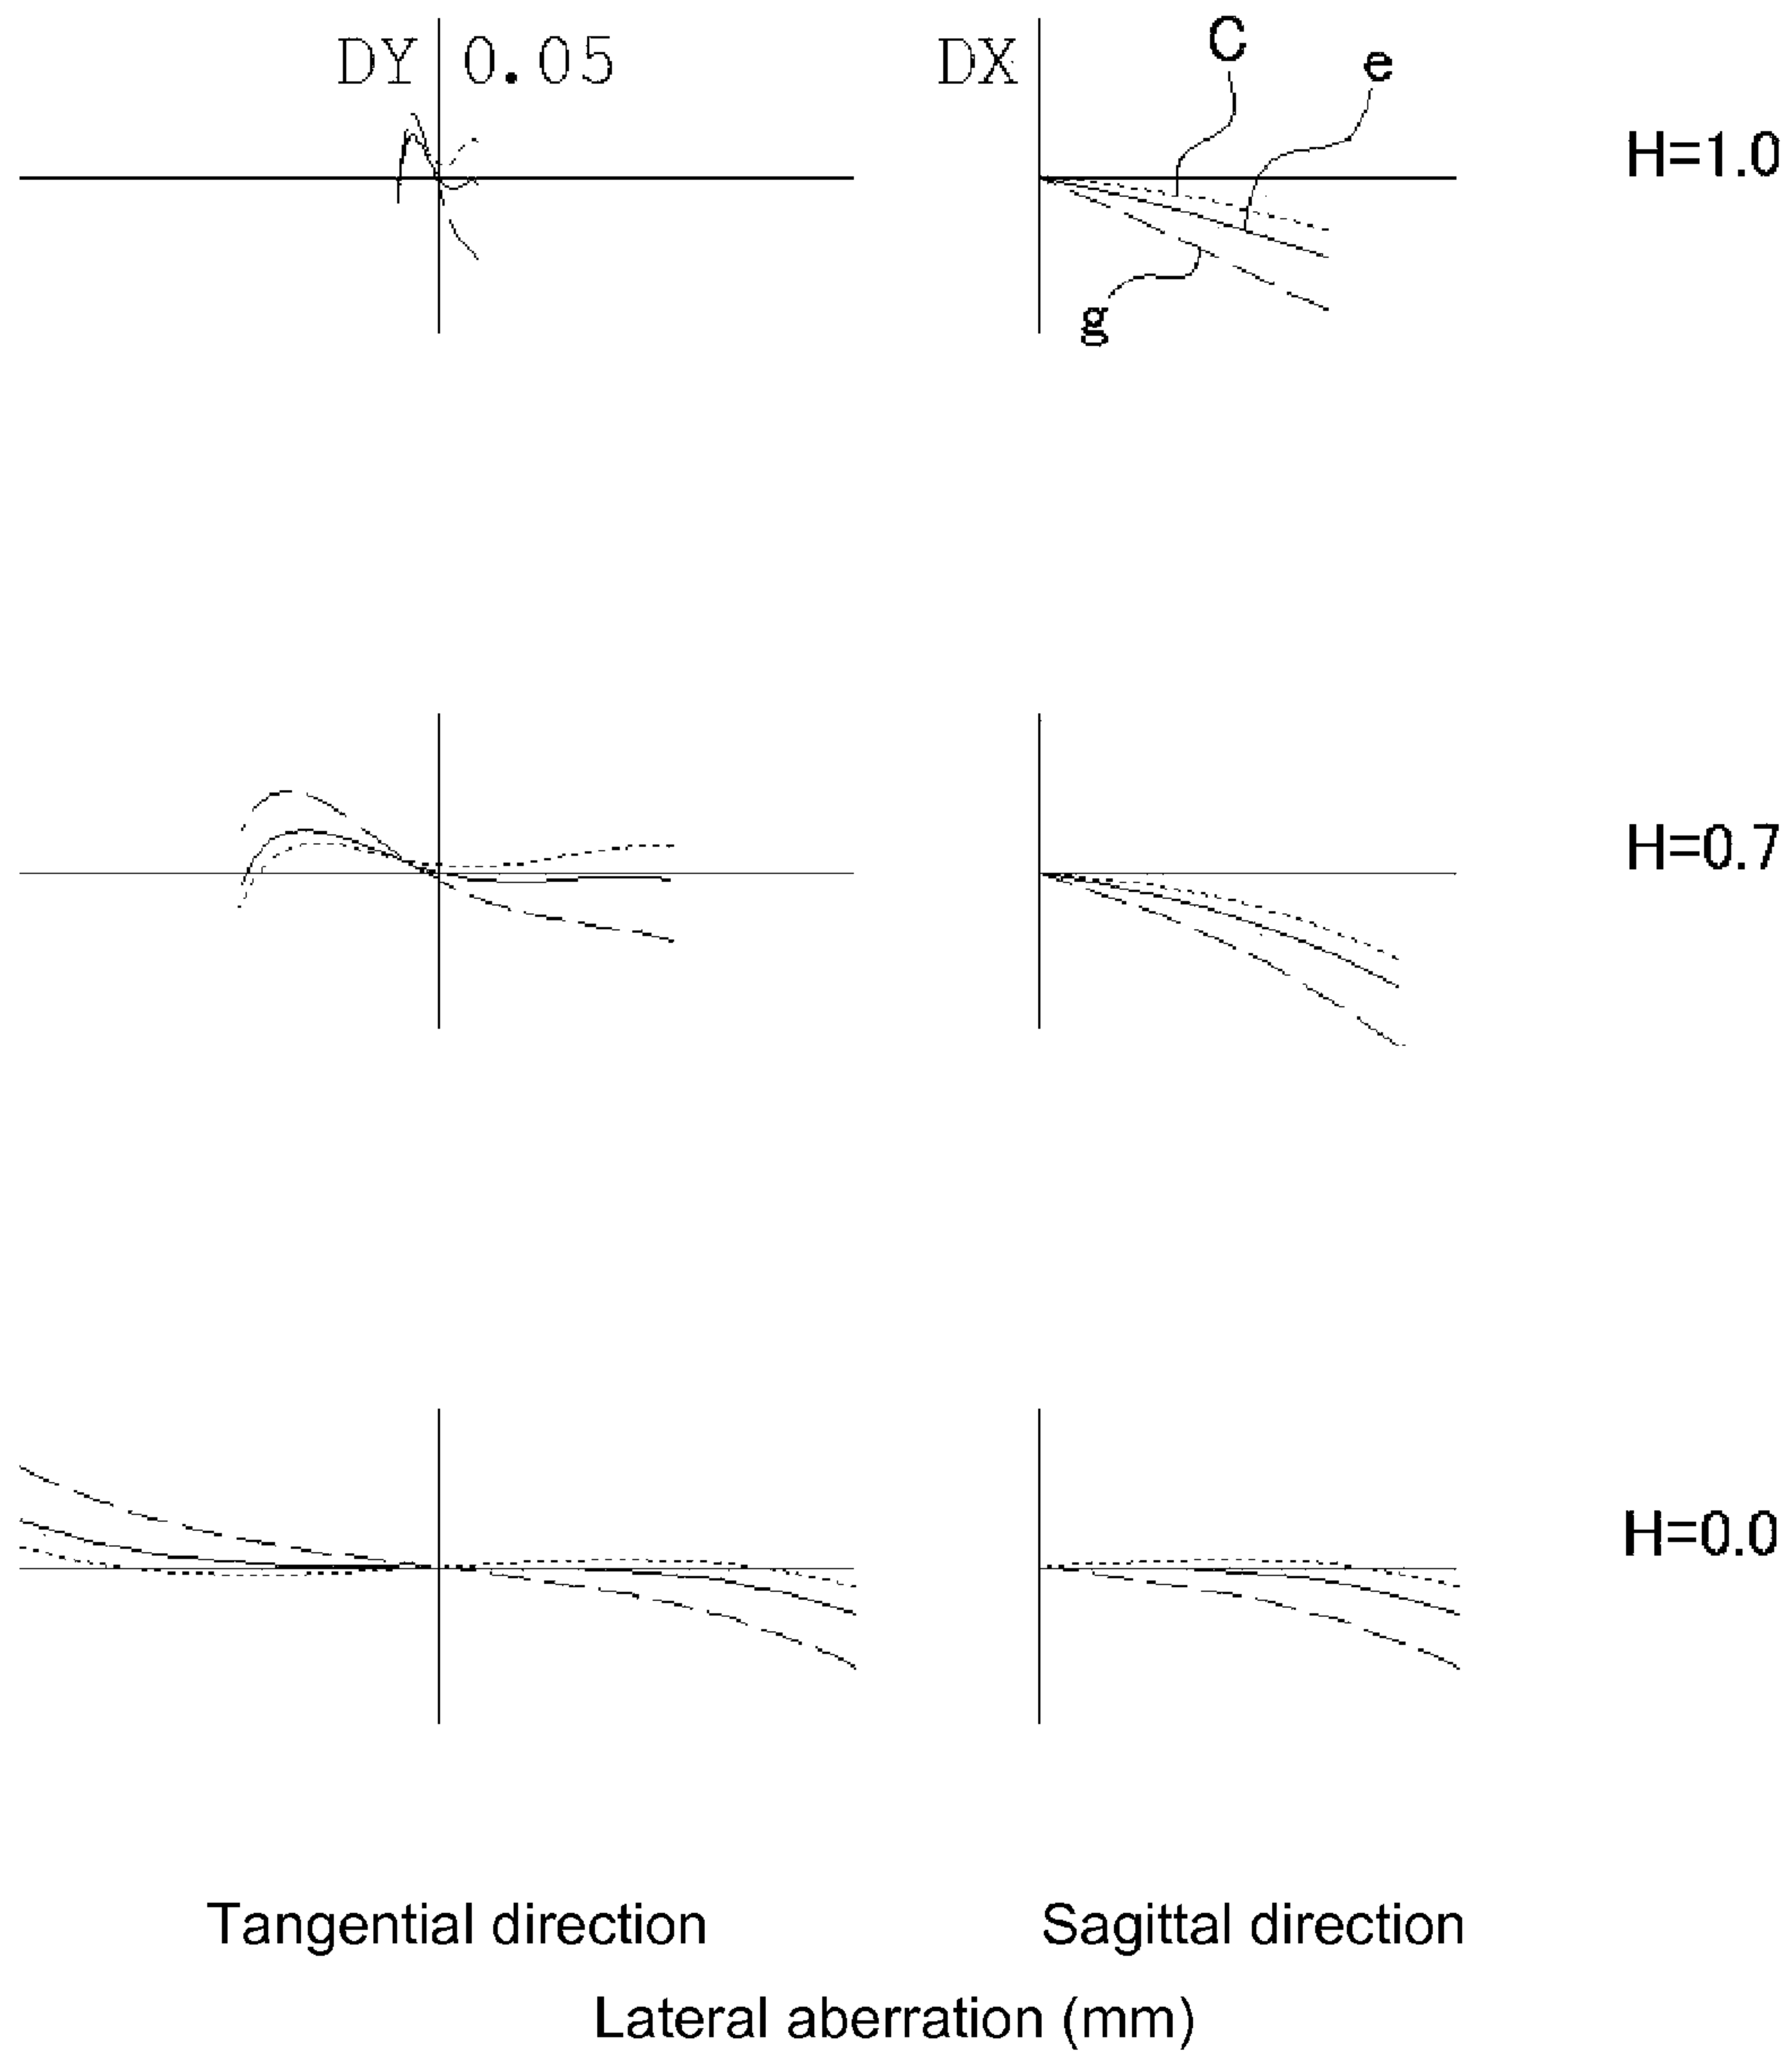 DY 0.05 DX C e
H=1.0
g
H=0.7
H=0.0
Tangential direction Sagittal direction
Lateral aberration (mm)